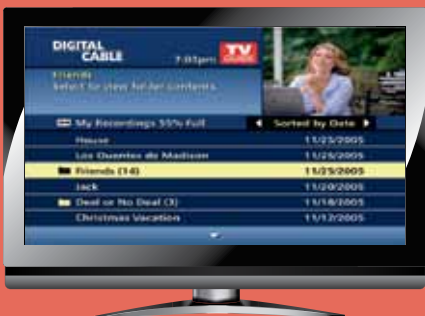 DIGITAL
CABLE
7:03pm
TV
GUIDE
Friends
Select to view folder contents.
My Recordings 55% Full
Sorted by Date
House
11/25/2005
Los Duentes de Madison
11/25/2005
Friends (14)
11/25/2005
Jack
11/20/2005
Deal or No Deal (3)
11/18/2005
Christmas Vacation
11/12/2005